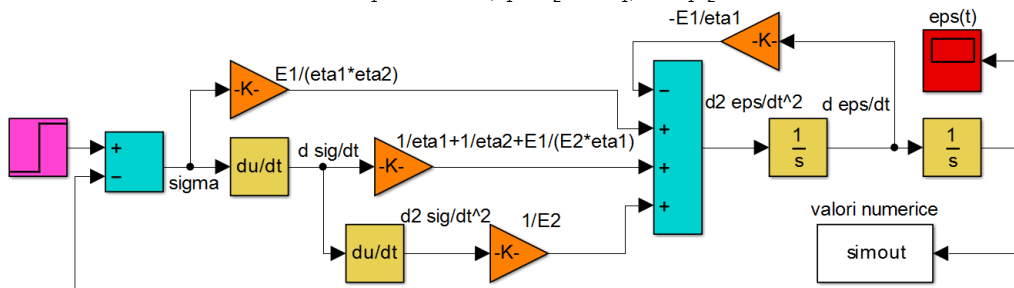 -E1/eta1
eps(t)
-K-
E1/(eta1*eta2)
-K-
−
d2 eps/dt^2
d eps/dt
+
1/eta1+1/eta2+E1/(E2*eta1)
+
−
sigma
du/dt
d sig/dt
-K-
+
1
s
1
s
+
d2 sig/dt^2
1/E2
valori numerice
du/dt
-K-
simout